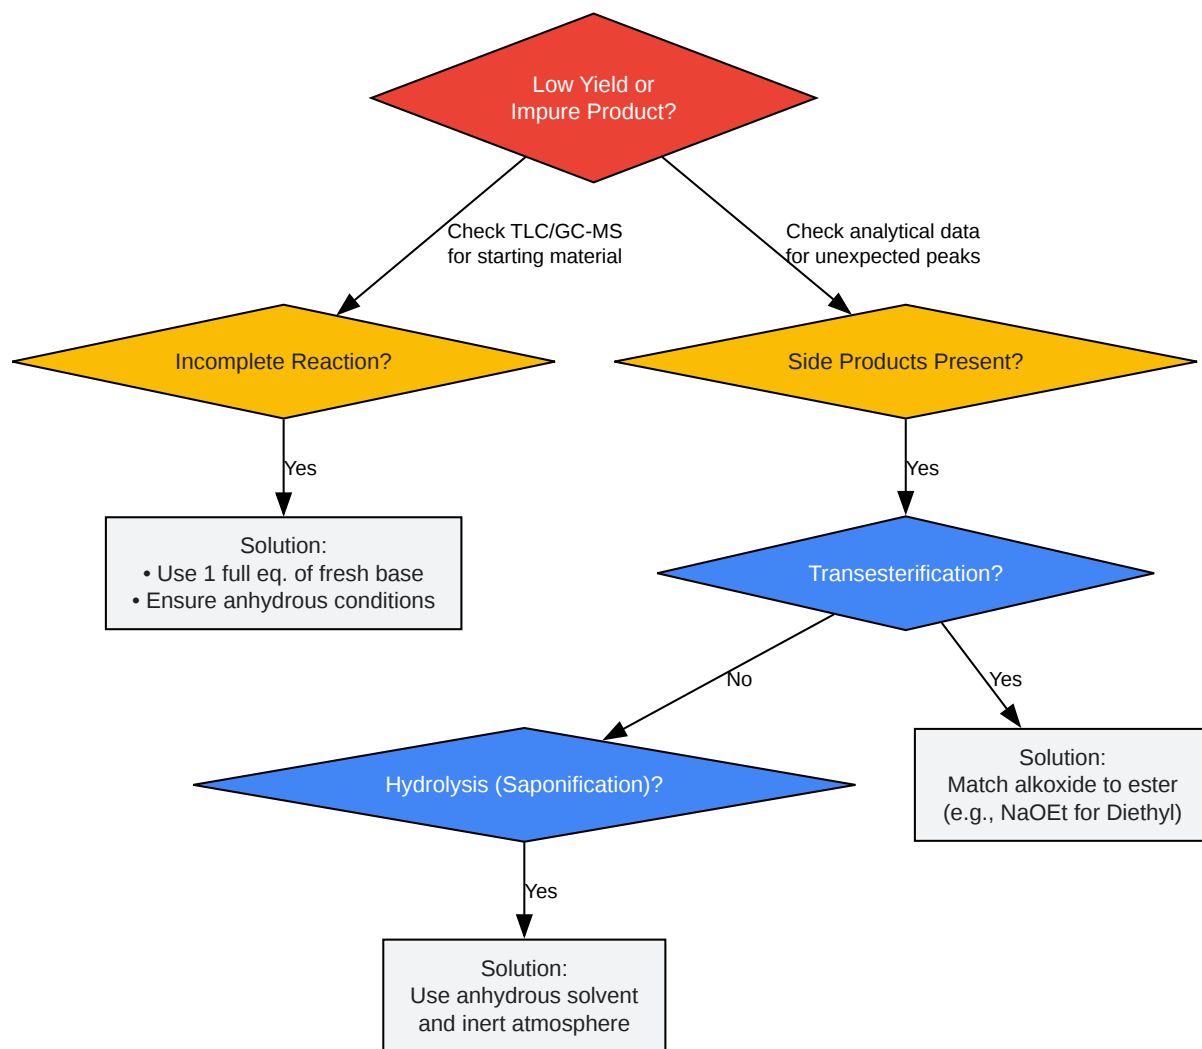 Low Yield or
Impure Product?
Check TLC/GC-MS
for starting material
Check analytical data
for unexpected peaks
Incomplete Reaction?
Side Products Present?
Yes
Yes
Solution:
• Use 1 full eq. of fresh base
• Ensure anhydrous conditions
Transesterification?
No
Yes
Hydrolysis (Saponification)?
Solution:
Match alkoxide to ester
(e.g., NaOEt for Diethyl)
Yes
Solution:
Use anhydrous solvent
and inert atmosphere